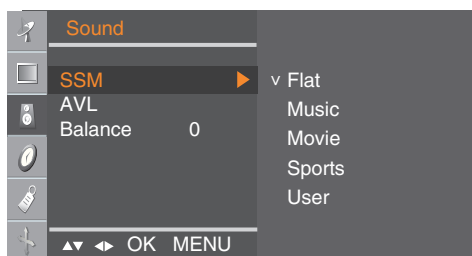 Sound
SSM
AVL
Balance 0
v Flat
Music
Movie
Sports
User
OK MENU